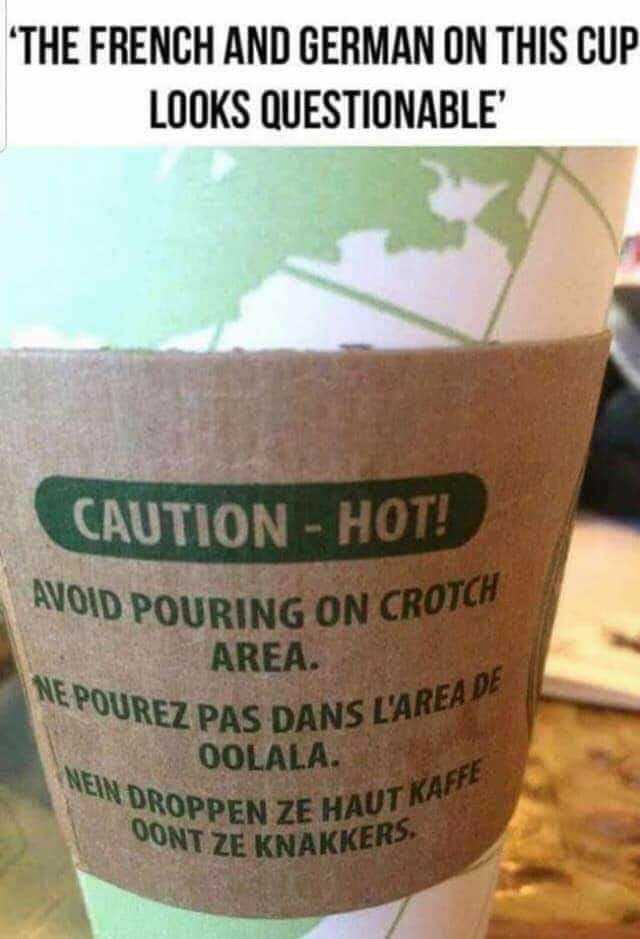 'THE FRENCH AND GERMAN ON THIS CUP
LOOKS QUESTIONABLE'
CAUTION - HOT!
AVOID POURING ON CROTCH
AREA.
NE POUREZ PAS DANS L'AREA DE
OOLALA.
NEIN DROPPEN ZE HAUT KAFFE
OONT ZE KNAKKERS.